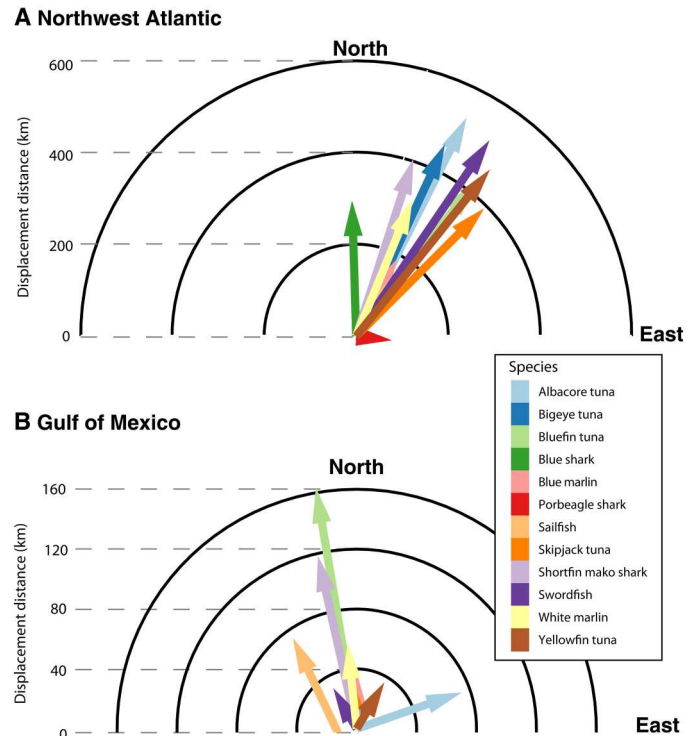 A Northwest Atlantic
North
600
400
Displacement distance (km)
200
0
East
Species
Albacore tuna
Bigeye tuna
Bluefin tuna
Blue shark
Blue marlin
Porbeagle shark
Sailfish
Skipjack tuna
Shortfin mako shark
Swordfish
White marlin
Yellowfin tuna
B Gulf of Mexico
North
160
120
Displacement distance (km)
80
40
0
East